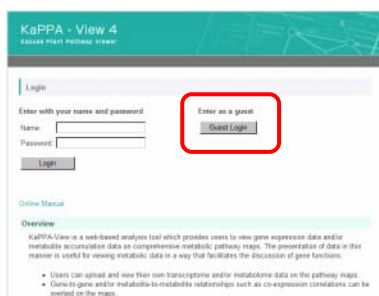 KaPPA - View 4
Kazusa Plant Pathway Viewer
Login
Enter with your name and password
Enter as a guest
Name:
Guest Login
Password:
Login
Online Manual
Overview
KaPPA-View is a web-based analysis tool which provides users to view gene expression data and/or
metabolite accumulation data on comprehensive metabolic pathway maps. The presentation of data in this
manner is useful for viewing metabolic data in a way that facilitates the discussion of gene functions.
Users can upload and view their own transcriptome and/or metabolome data on the pathway maps.
Gene-to-gene and/or metabolite-to-metabolite relationships such as co-expression correlations can be
overlaid on the maps.